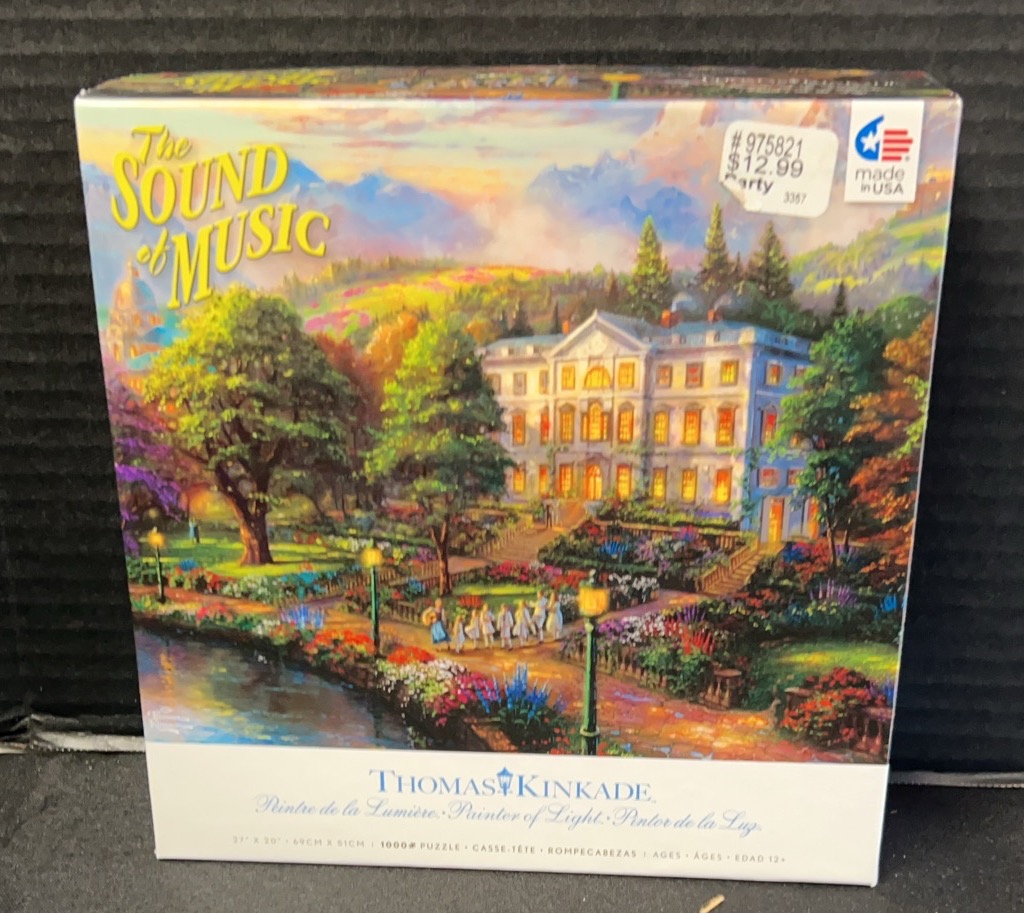 The
SOUND
of MUSIC
# 975821
$12.99
Party
3387
made
in USA
THOMAS KINKADE
Peintre de la Lumière • Painter of Light • Pintor de la Luz
27" X 20" • 69CM X 51CM | 1000# PUZZLE • CASSE-TÊTE • ROMPECABEZAS | AGES • ÂGES • EDAD 12+